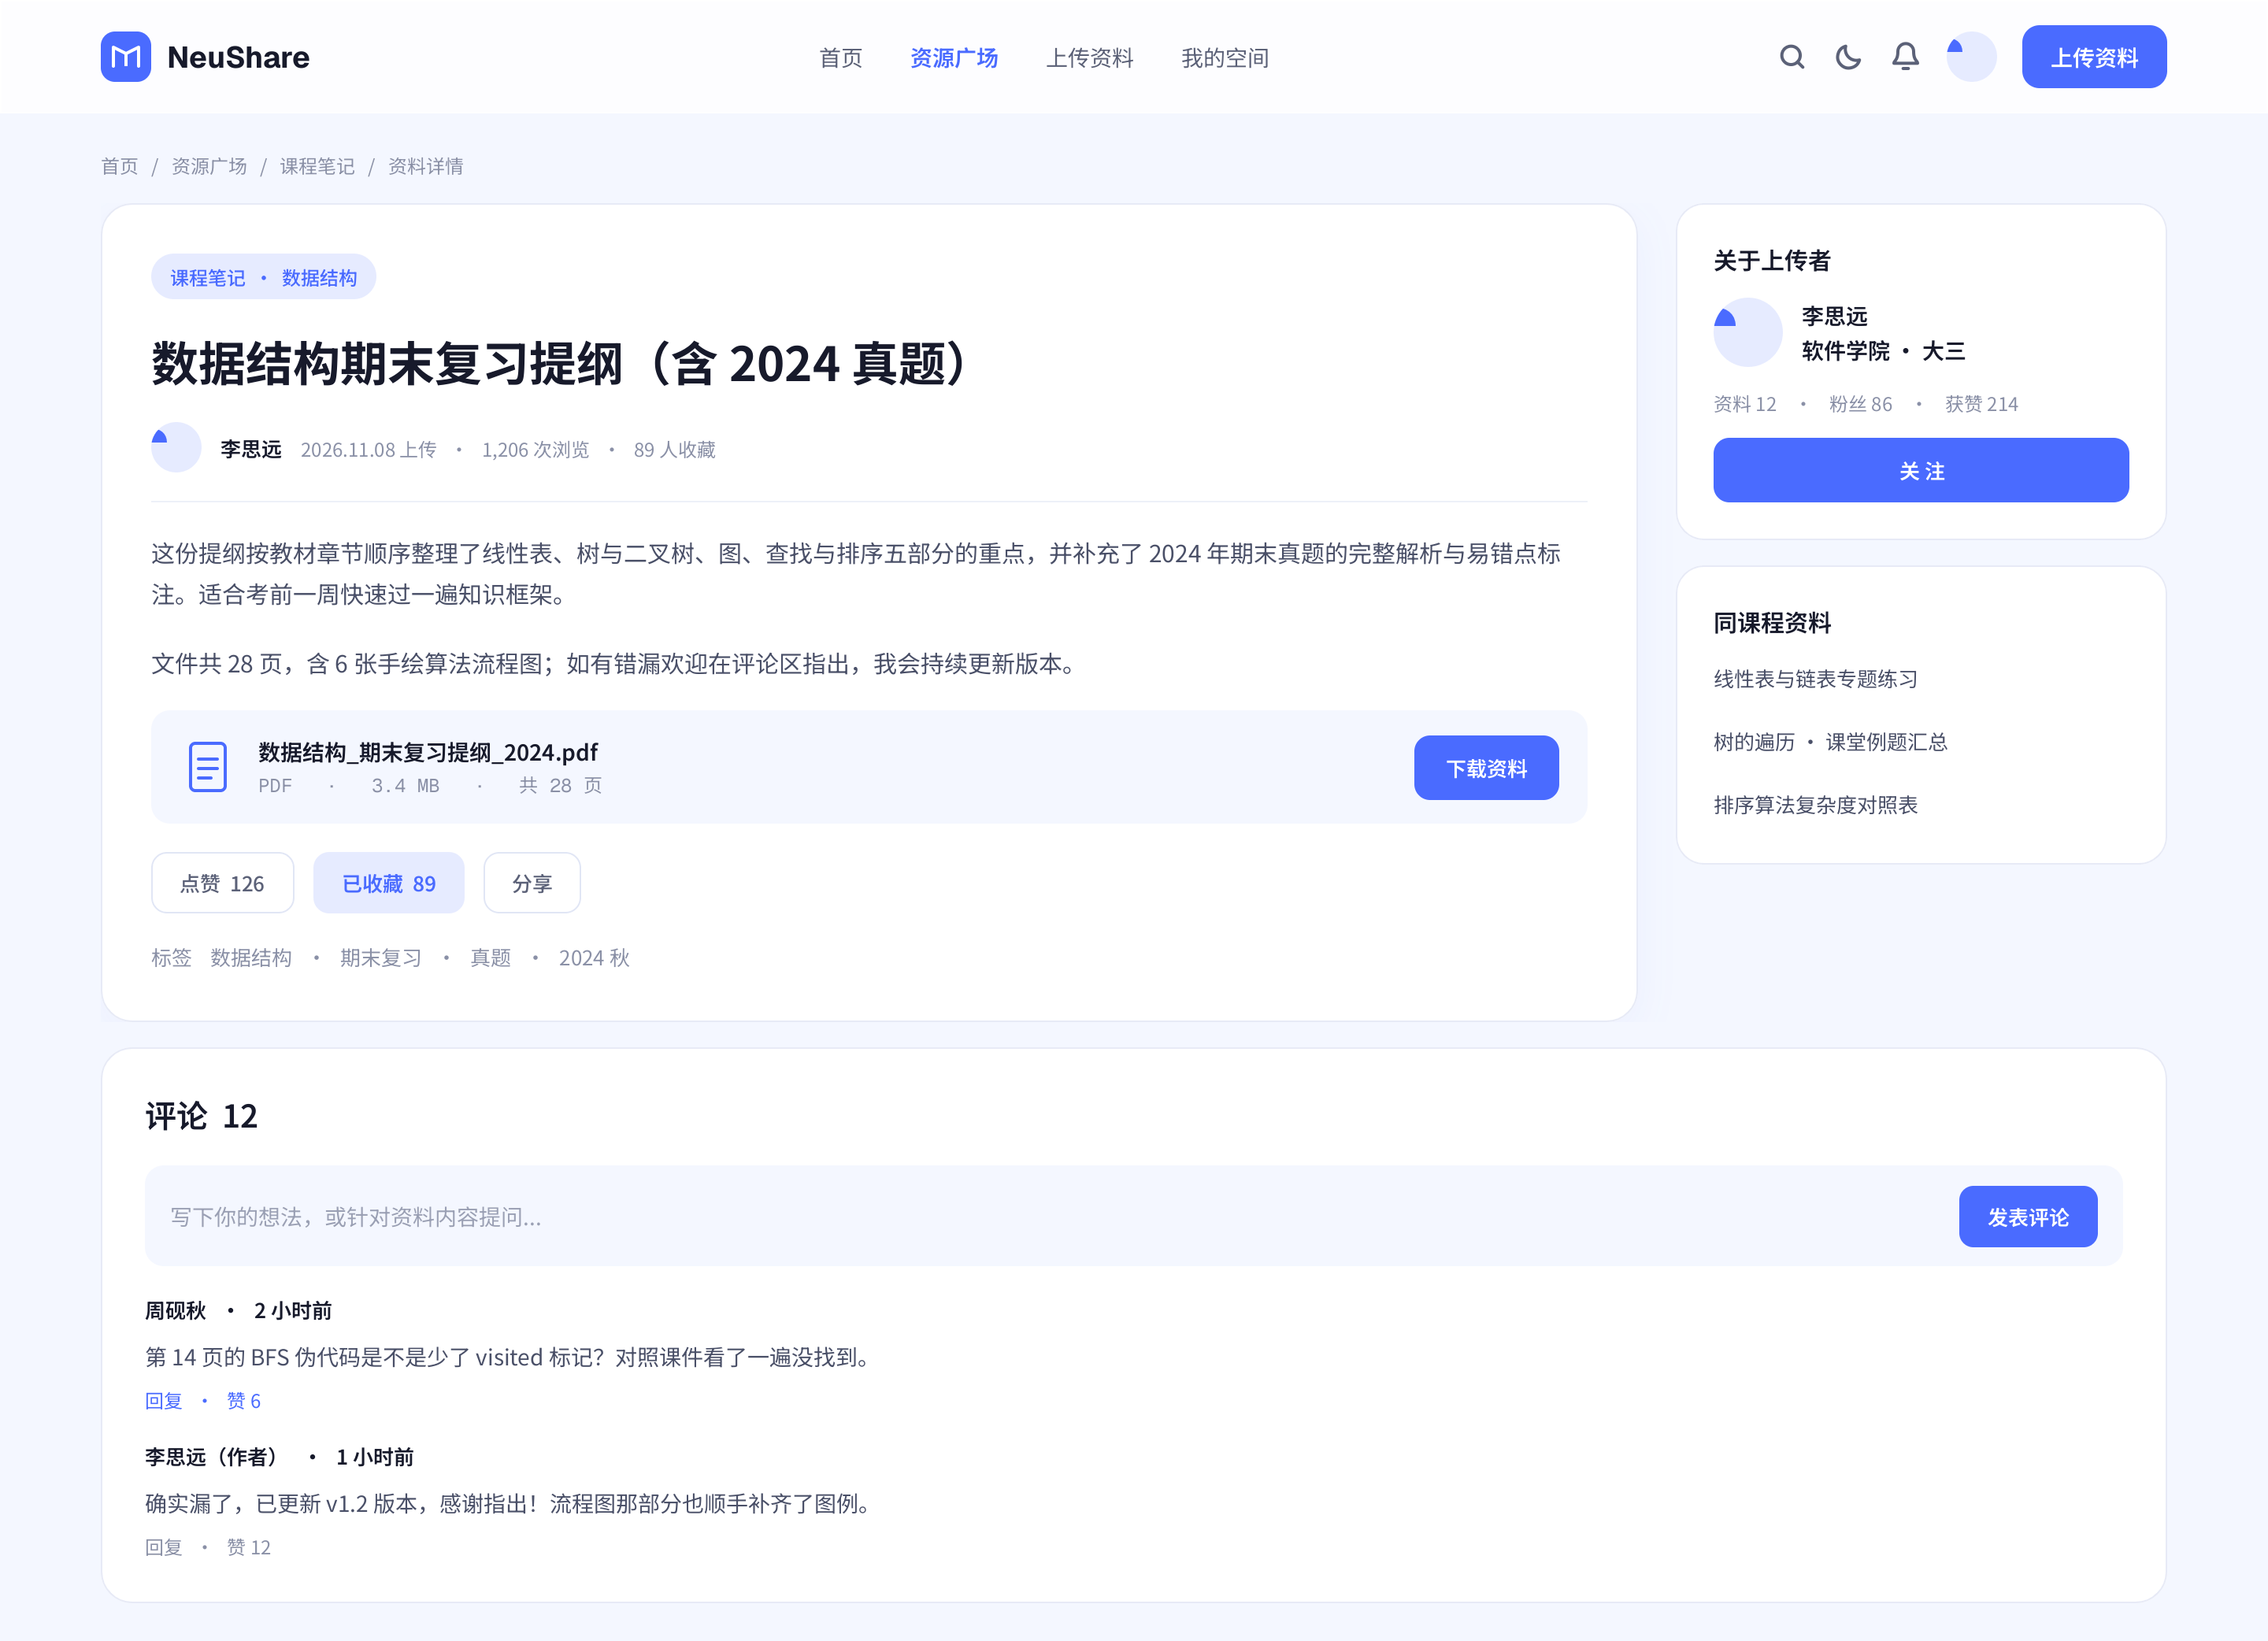 NeuShare
首页 资源广场 上传资料 我的空间
上传资料
首页 / 资源广场 / 课程笔记 / 资料详情
课程笔记 · 数据结构
数据结构期末复习提纲（含 2024 真题）
李思远 2026.11.08 上传 · 1,206 次浏览 · 89 人收藏
这份提纲按教材章节顺序整理了线性表、树与二叉树、图、查找与排序五部分的重点，并补充了 2024 年期末真题的完整解析与易错点标
注。适合考前一周快速过一遍知识框架。
文件共 28 页，含 6 张手绘算法流程图；如有错漏欢迎在评论区指出，我会持续更新版本。
数据结构_期末复习提纲_2024.pdf
PDF · 3.4 MB · 共 28 页
下载资料
点赞 126
已收藏 89
分享
标签 数据结构 · 期末复习 · 真题 · 2024 秋
关于上传者
李思远
软件学院 · 大三
资料 12 · 粉丝 86 · 获赞 214
关 注
同课程资料
线性表与链表专题练习
树的遍历 · 课堂例题汇总
排序算法复杂度对照表
评论 12
写下你的想法，或针对资料内容提问...
发表评论
周砚秋 · 2 小时前
第 14 页的 BFS 伪代码是不是少了 visited 标记？对照课件看了一遍没找到。
回复 · 赞 6
李思远（作者） · 1 小时前
确实漏了，已更新 v1.2 版本，感谢指出！流程图那部分也顺手补齐了图例。
回复 · 赞 12